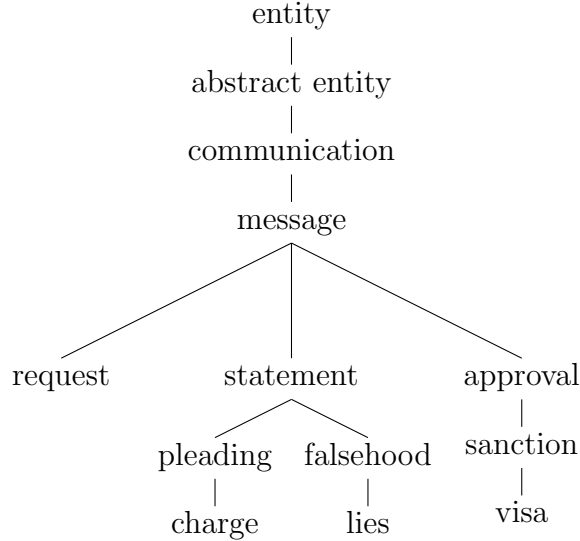 entity
abstract entity
communication
message
request statement approval
pleading falsehood sanction
charge lies visa